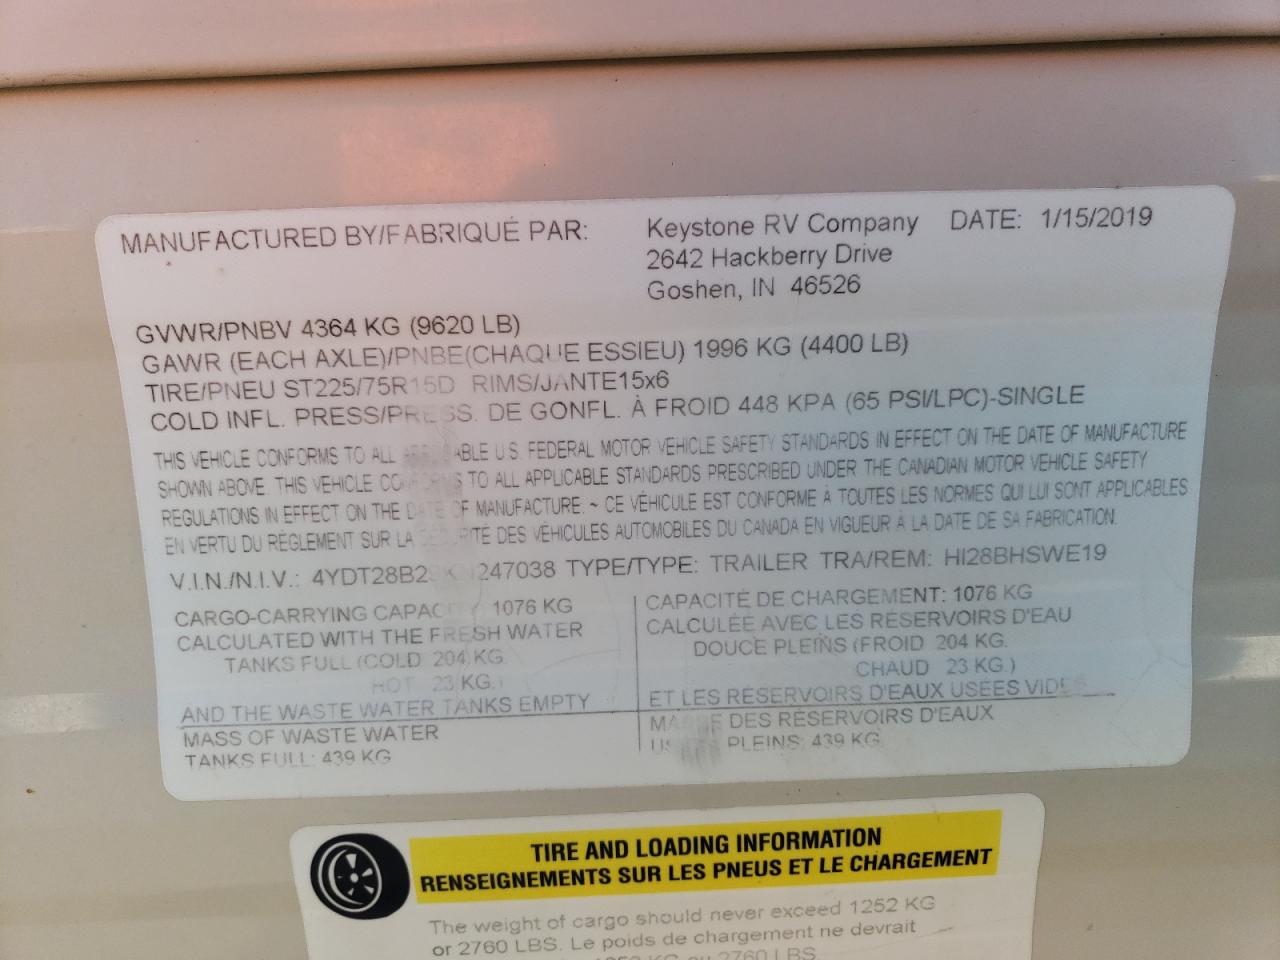 MANUFACTURED BY/FABRIQUÉ PAR: Keystone RV Company DATE: 1/15/2019
2642 Hackberry Drive
Goshen, IN 46526
GVWR/PNBV 4364 KG (9620 LB)
GAWR (EACH AXLE)/PNBE(CHAQUE ESSIEU) 1996 KG (4400 LB)
TIRE/PNEU ST225/75R15D RIMS/JANTE15x6
COLD INFL. PRESS/PRESS. DE GONFL. À FROID 448 KPA (65 PSI/LPC)-SINGLE
THIS VEHICLE CONFORMS TO ALL APPLICABLE U.S. FEDERAL MOTOR VEHICLE SAFETY STANDARDS IN EFFECT ON THE DATE OF MANUFACTURE
SHOWN ABOVE. THIS VEHICLE CONFORMS TO ALL APPLICABLE STANDARDS PRESCRIBED UNDER THE CANADIAN MOTOR VEHICLE SAFETY
REGULATIONS IN EFFECT ON THE DATE OF MANUFACTURE. ~ CE VÉHICULE EST CONFORME À TOUTES LES NORMES QUI LUI SONT APPLICABLES
EN VERTU DU RÉGLEMENT SUR LA SÉCURITÉ DES VÉHICULES AUTOMOBILES DU CANADA EN VIGUEUR À LA DATE DE SA FABRICATION.
V.I.N./N.I.V.: TYPE/TYPE: TRAILER TRA/REM: HI28BHSWE19
CARGO-CARRYING CAPACITY 1076 KG
CALCULATED WITH THE FRESH WATER
TANKS FULL (COLD 204 KG.
HOT 23 KG.)
AND THE WASTE WATER TANKS EMPTY
MASS OF WASTE WATER
TANKS FULL: 439 KG
CAPACITÉ DE CHARGEMENT: 1076 KG
CALCULÉE AVEC LES RÉSERVOIRS D'EAU
DOUCE PLEINS (FROID 204 KG.
CHAUD 23 KG.)
ET LES RÉSERVOIRS D'EAUX USÉES VIDES
MASSE DES RÉSERVOIRS D'EAUX
PLEINS: 439 KG
TIRE AND LOADING INFORMATION
RENSEIGNEMENTS SUR LES PNEUS ET LE CHARGEMENT
The weight of cargo should never exceed 1252 KG
or 2760 LBS. Le poids de chargement ne devrait
1252 KG ou 2760 LBS.